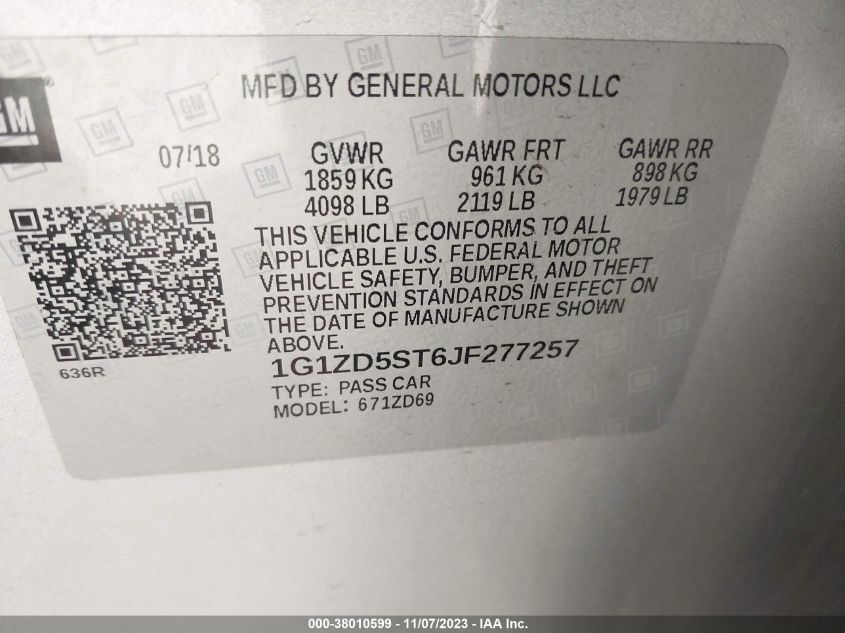 MFD BY GENERAL MOTORS LLC
GM
07/18
GVWR GAWR FRT GAWR RR
1859 KG 961 KG 898 KG
4098 LB 2119 LB 1979 LB
THIS VEHICLE CONFORMS TO ALL
APPLICABLE U.S. FEDERAL MOTOR
VEHICLE SAFETY, BUMPER, AND THEFT
PREVENTION STANDARDS IN EFFECT ON
THE DATE OF MANUFACTURE SHOWN
ABOVE.
636R
1G1ZD5ST6JF277257
TYPE: PASS CAR
MODEL: 671ZD69
000-38010599 - 11/07/2023 - IAA Inc.